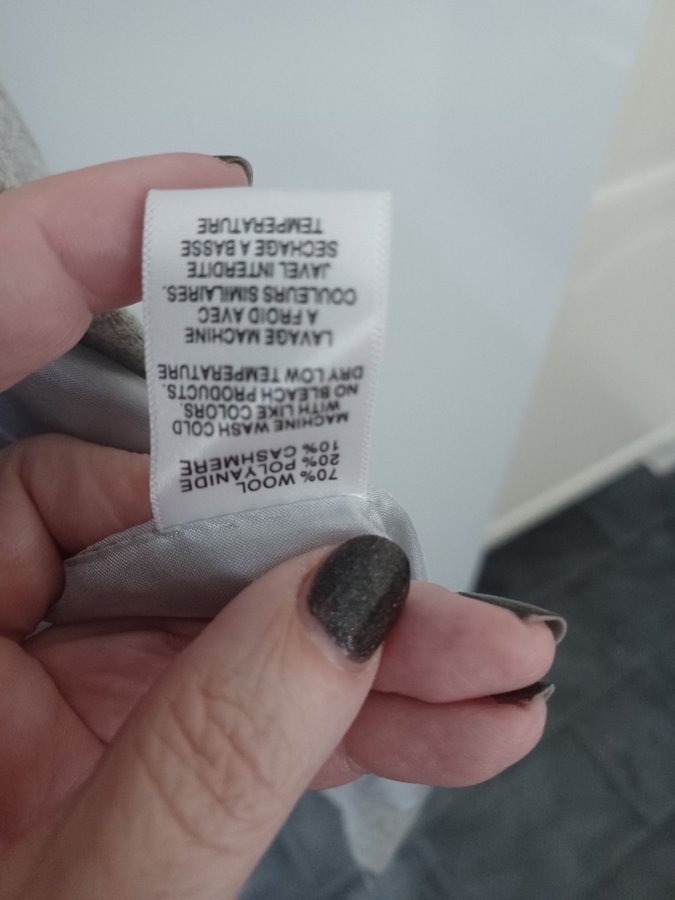 70% WOOL
20% POLYANIDE
10% CASHMERE
MACHINE WASH COLD
WITH LIKE COLORS.
NO BLEACH PRODUCTS.
DRY LOW TEMPERATURE
LAVAGE MACHINE
A FROID AVEC
COULEURS SIMILAIRES.
JAVEL INTERDITE
SECHAGE A BASSE
TEMPERATURE